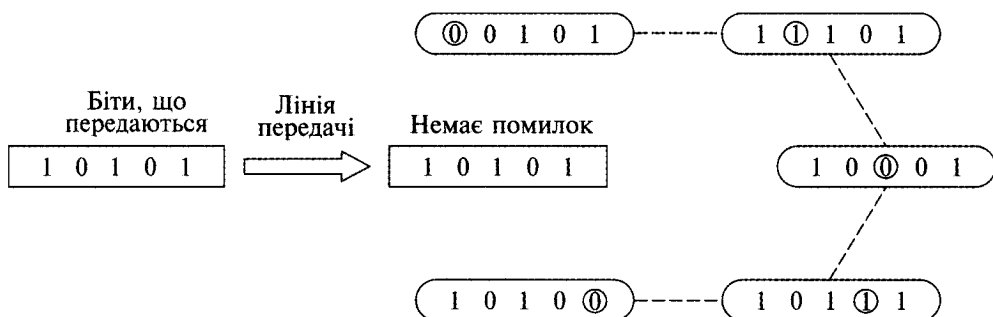 0 0 1 0 1
1 1 1 0 1
Біти, що
передаються
Лінія
передачі
Немає помилок
1 0 1 0 1
1 0 1 0 1
1 0 0 0 1
1 0 1 0 0
1 0 1 1 1